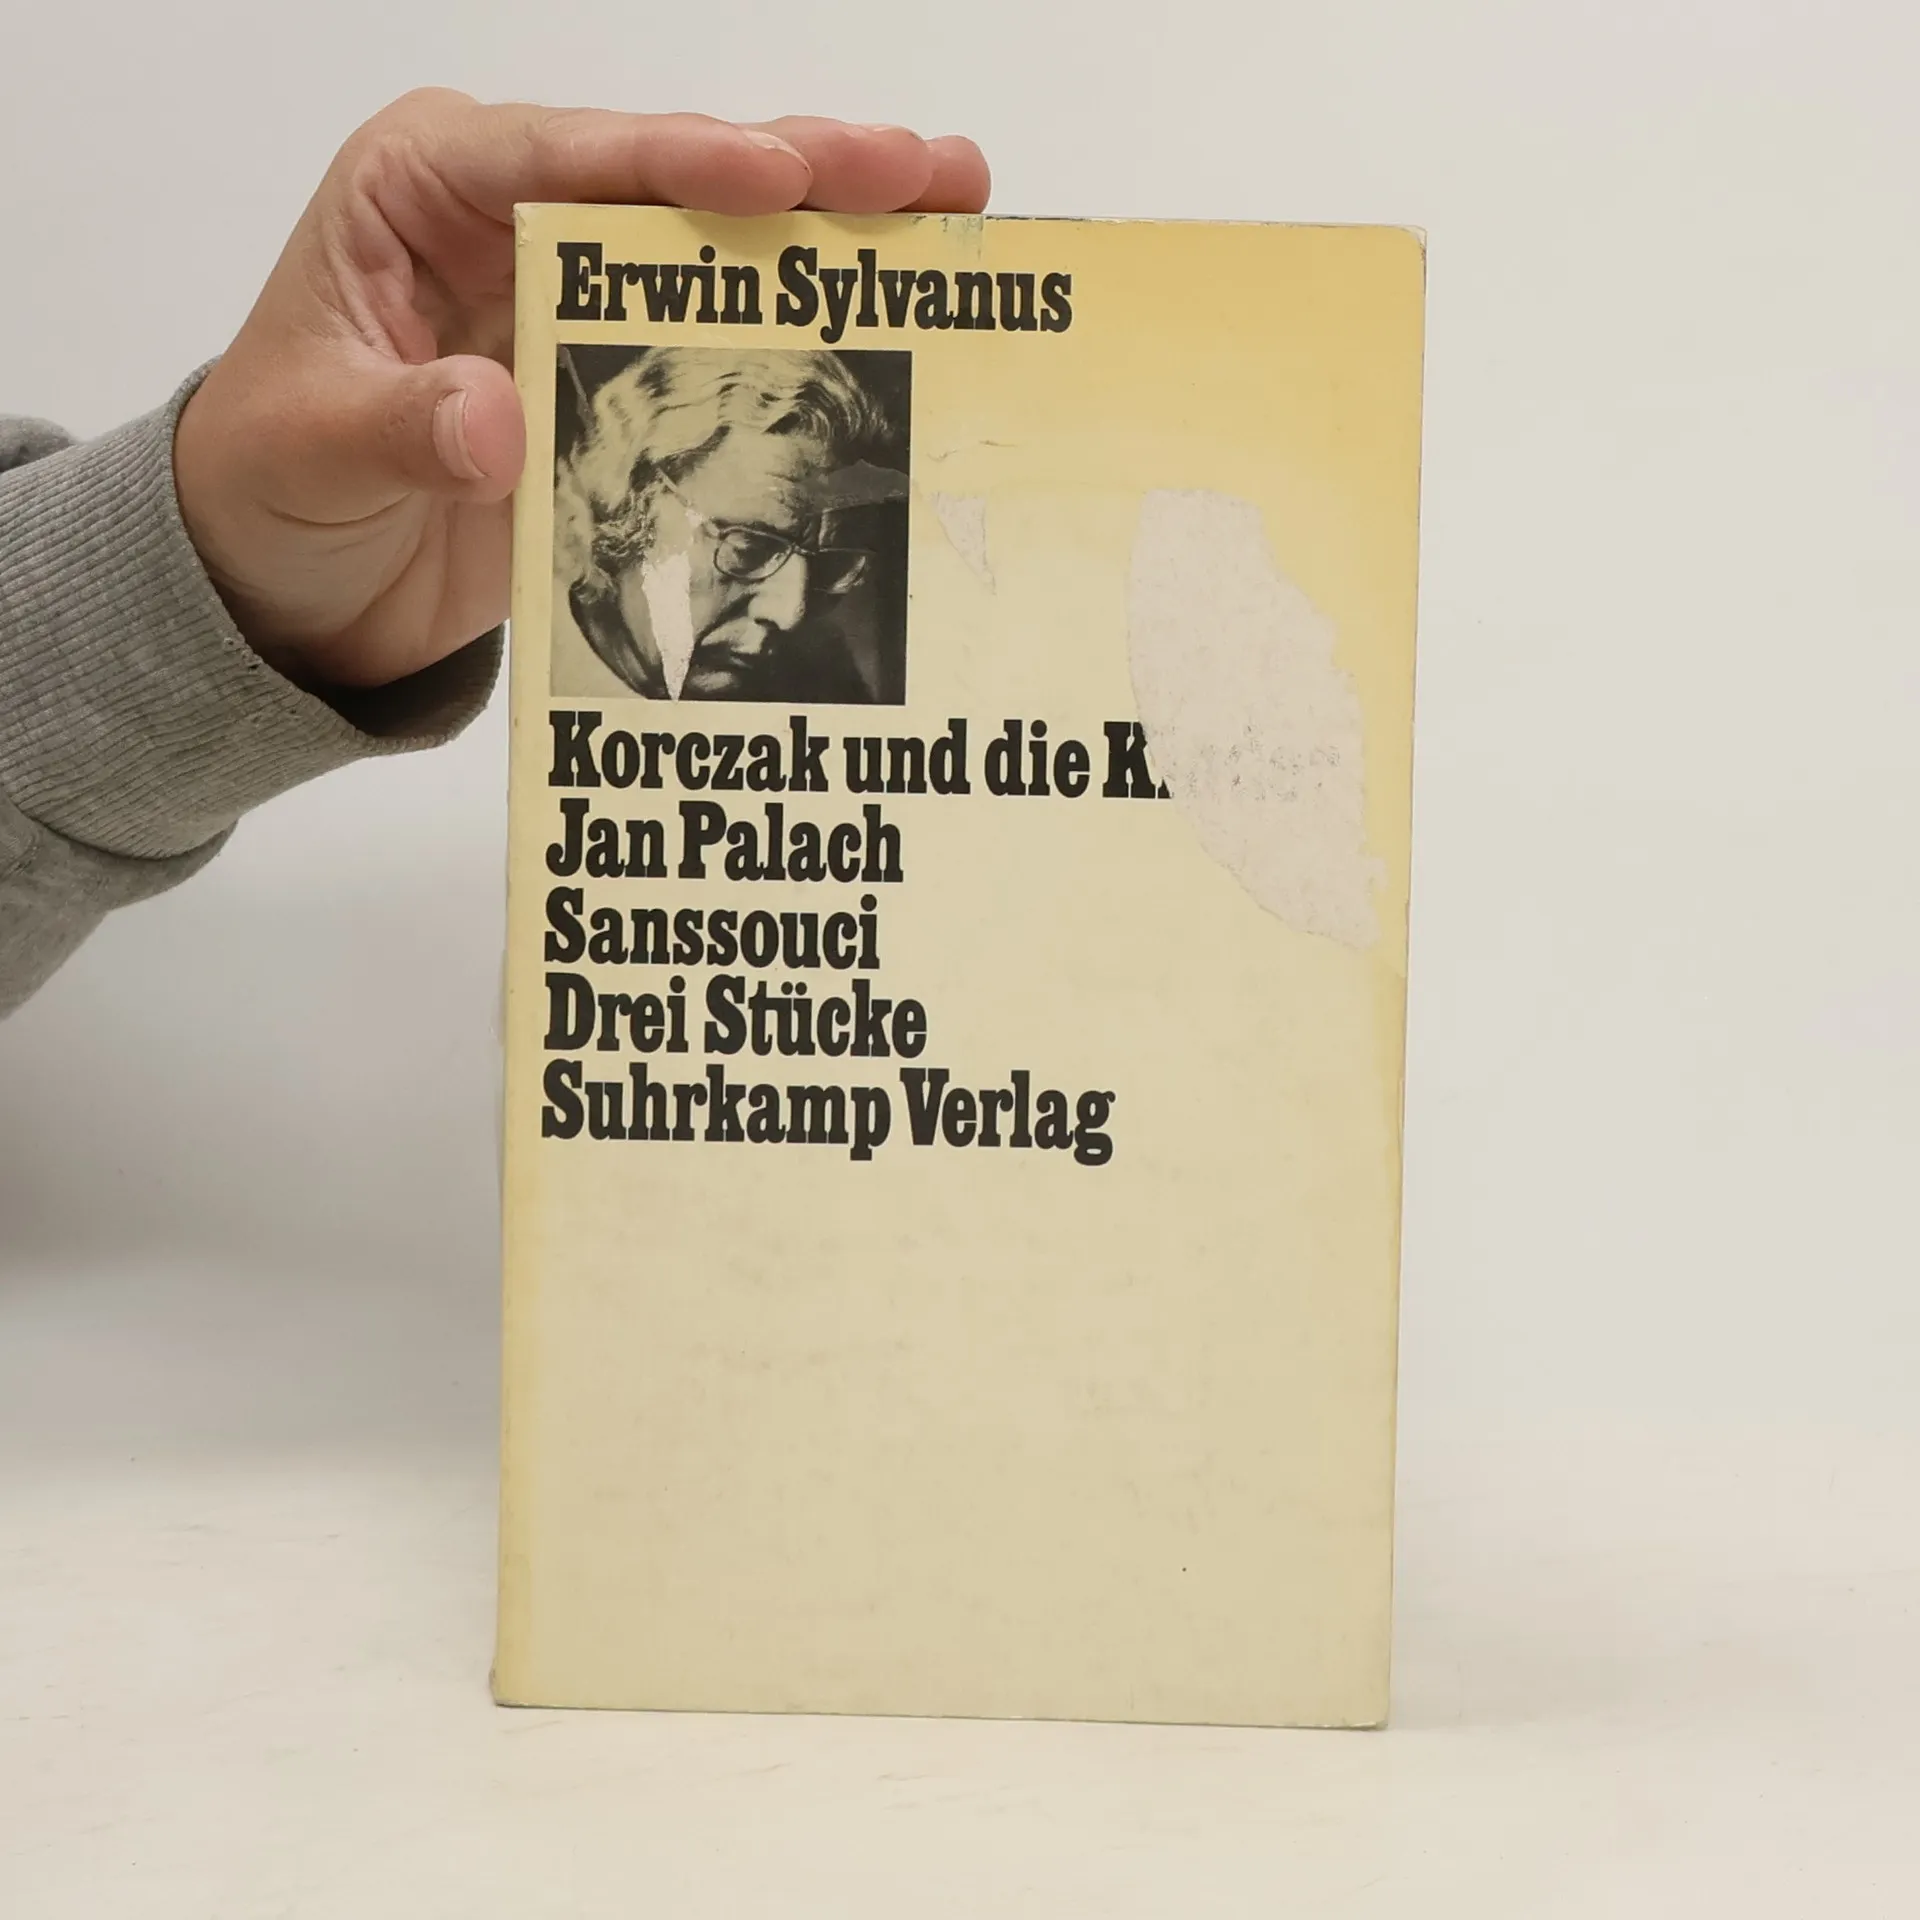 Erwin Sylvanus
Korczak und die
Jan Palach
Sanssouci
Drei Stücke
Suhrkamp Verlag